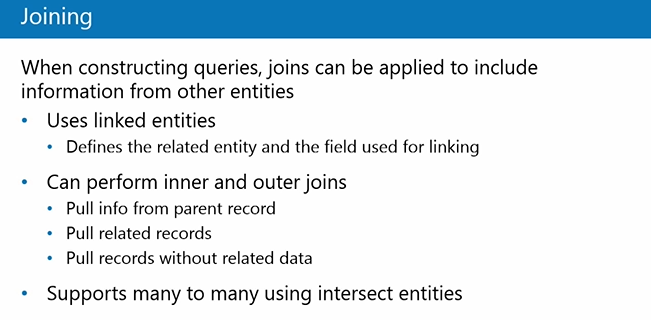 Joining
When constructing queries, joins can be applied to include
information from other entities
• Uses linked entities
• Defines the related entity and the field used for linking
• Can perform inner and outer joins
• Pull info from parent record
• Pull related records
• Pull records without related data
• Supports many to many using intersect entities